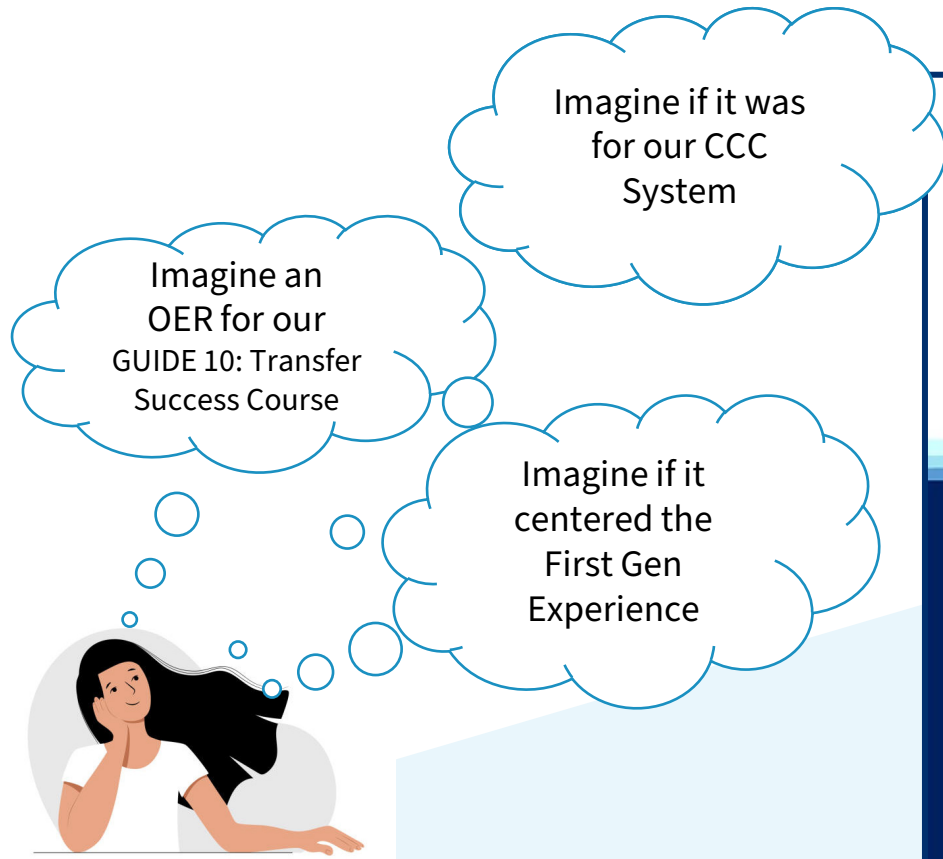 Imagine if it was
for our CCC
System
Imagine an
OER for our
GUIDE 10: Transfer
Success Course
Imagine if it
centered the
First Gen
Experience